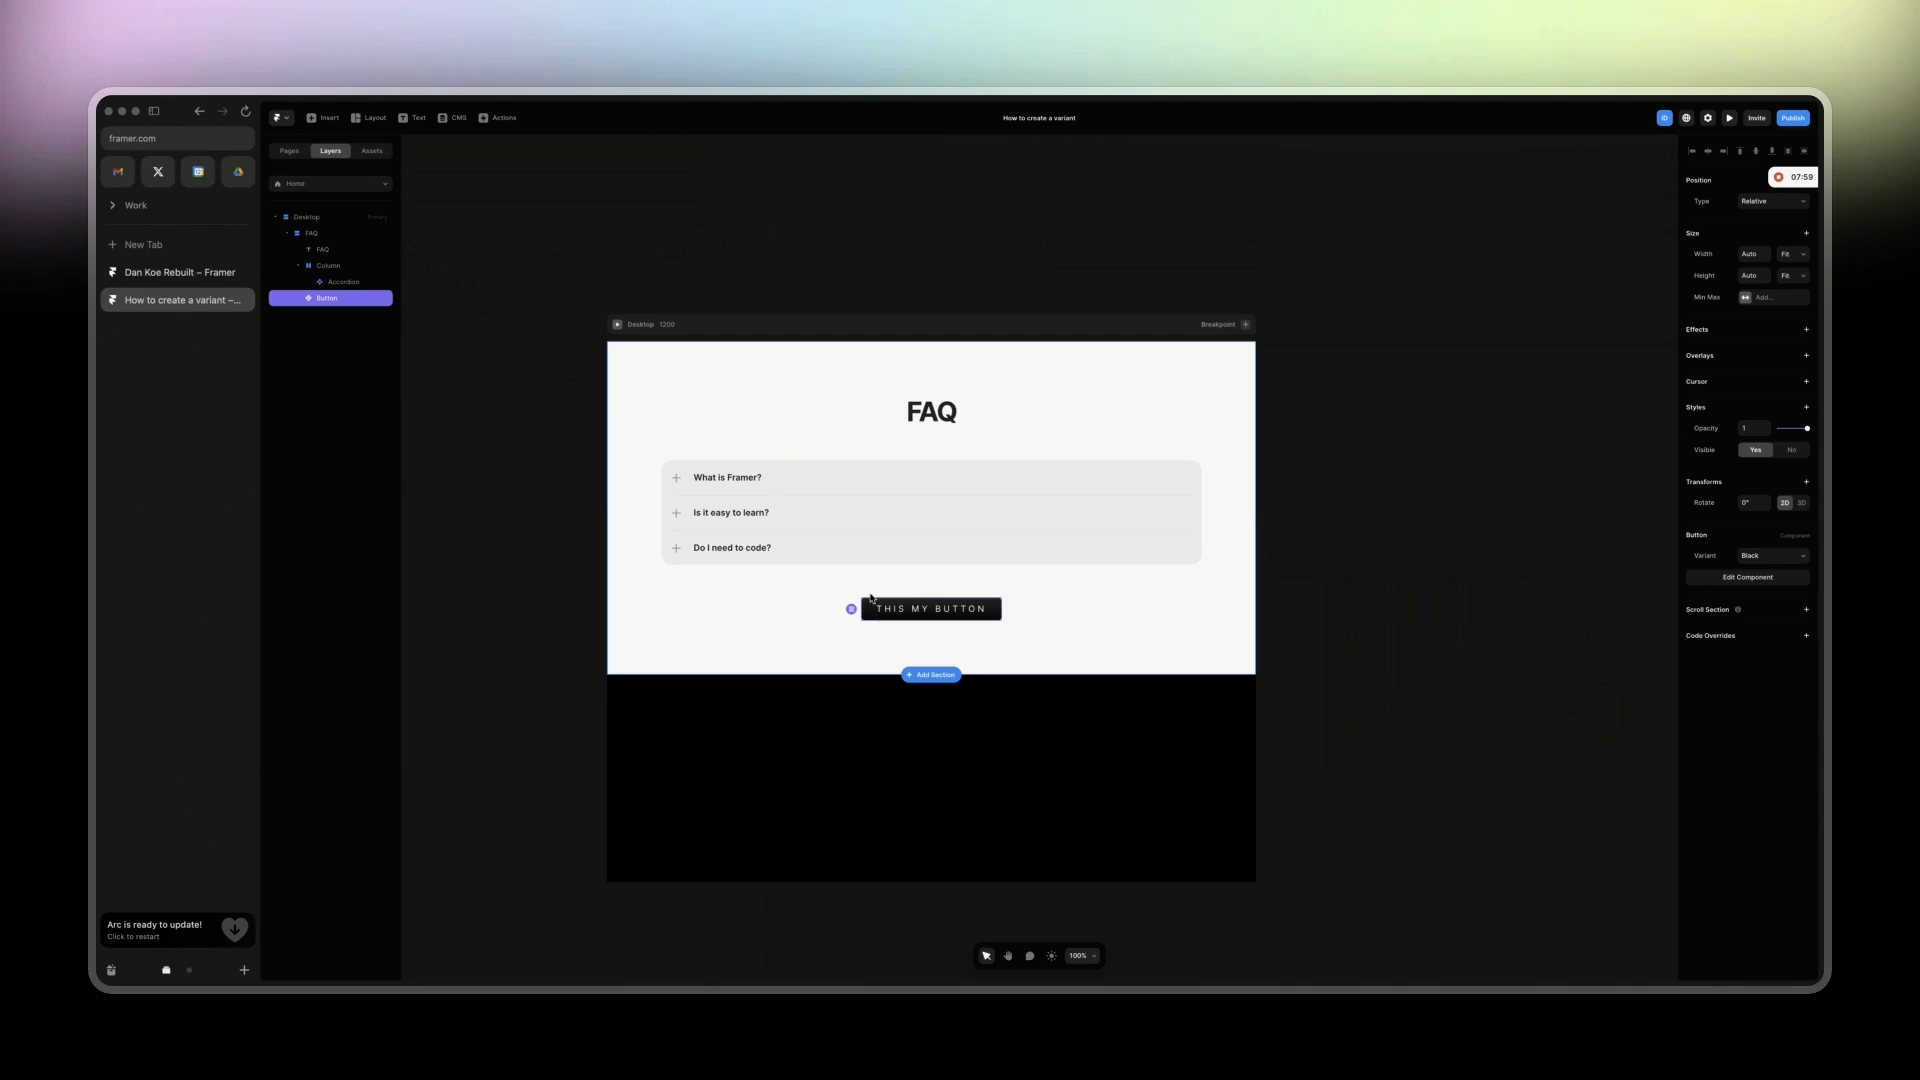 framer.com
Work
New Tab
Dan Koe Rebuilt – Framer
How to create a variant –...
Arc is ready to update!
Click to restart
Insert
Layout
Text
CMS
Actions
How to create a variant
ID
Invite
Publish
Pages
Layers
Assets
Home
Desktop
Primary
FAQ
FAQ
Column
Accordion
Button
Desktop 1200
Breakpoint
FAQ
What is Framer?
Is it easy to learn?
Do I need to code?
THIS MY BUTTON
Add Section
100%
Position
07:59
Type Relative
Size
Width Auto Fit
Height Auto Fit
Min Max Add...
Effects
Overlays
Cursor
Styles
Opacity 1
Visible Yes No
Transforms
Rotate 0° 2D 3D
Button Component
Variant Black
Edit Component
Scroll Section
Code Overrides